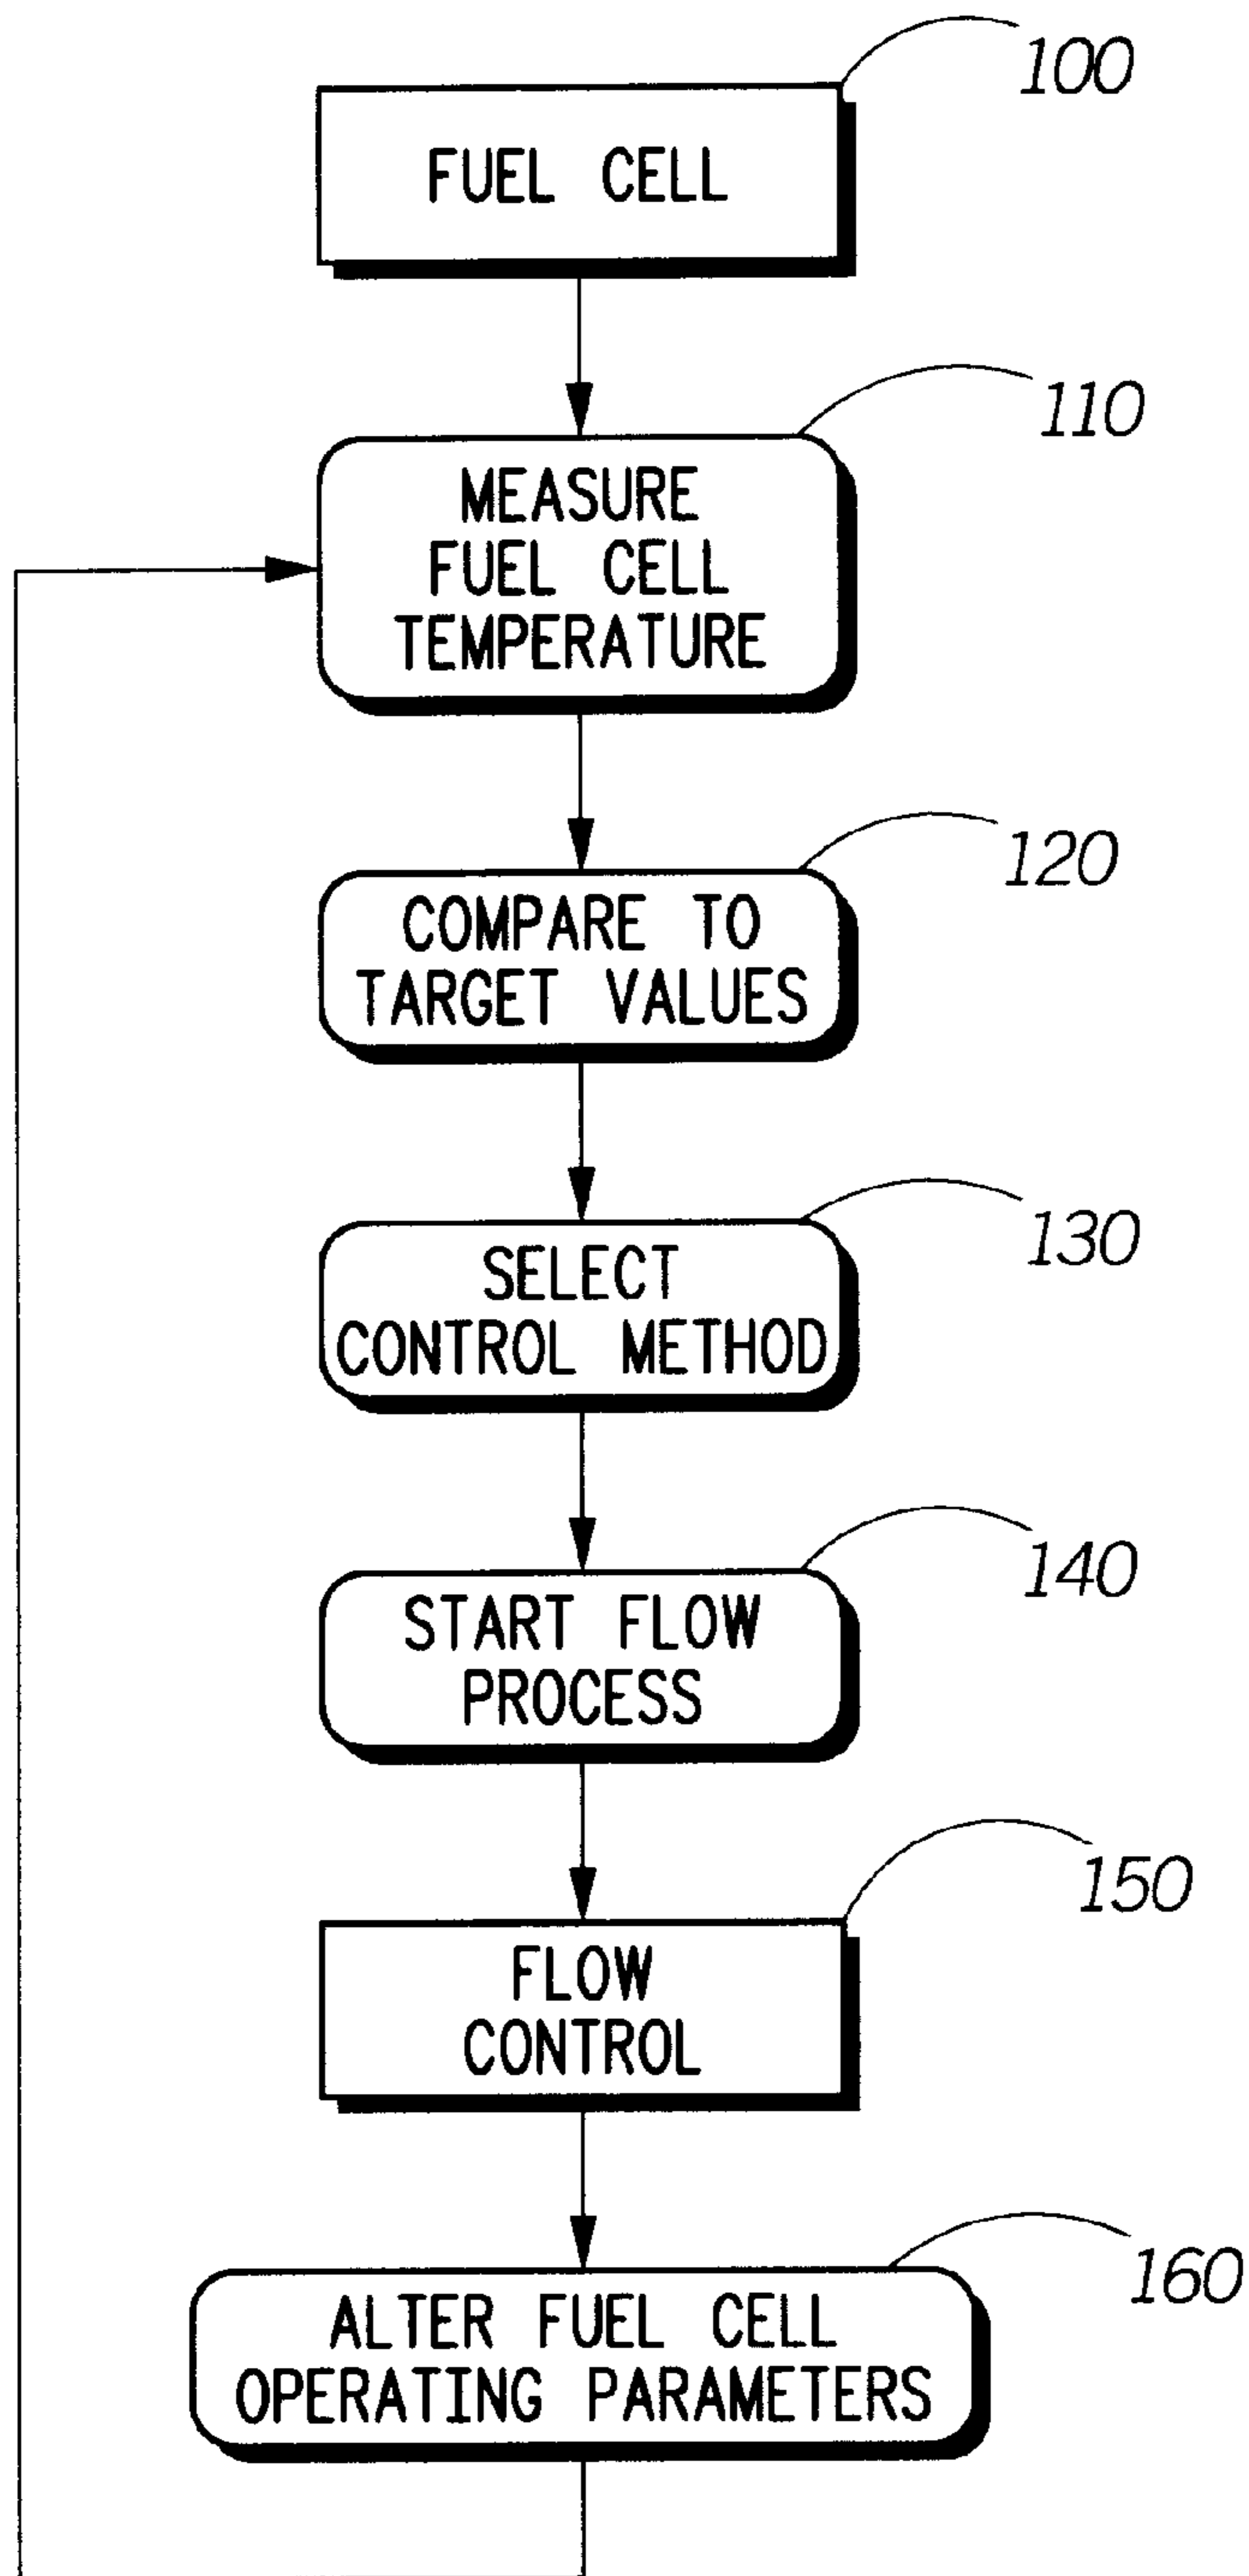 100
FUEL CELL
110
MEASURE
FUEL CELL
TEMPERATURE
120
COMPARE TO
TARGET VALUES
130
SELECT
CONTROL METHOD
140
START FLOW
PROCESS
150
FLOW
CONTROL
160
ALTER FUEL CELL
OPERATING PARAMETERS